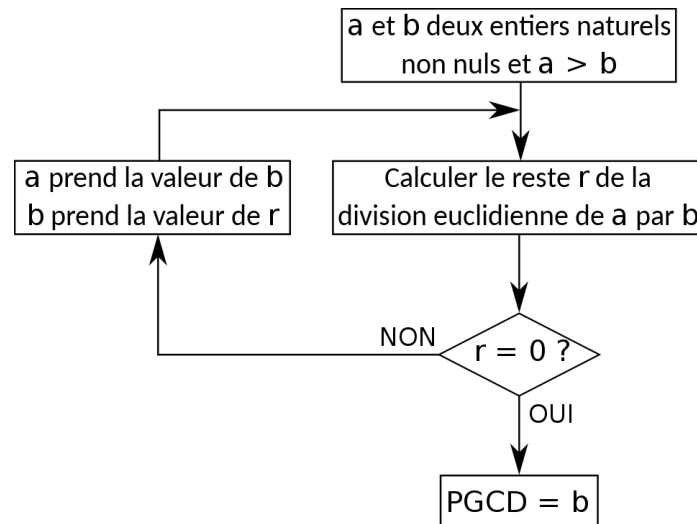 a et b deux entiers naturels
non nuls et a > b
a prend la valeur de b
b prend la valeur de r
Calculer le reste r de la
division euclidienne de a par b
NON
r = 0 ?
OUI
PGCD = b